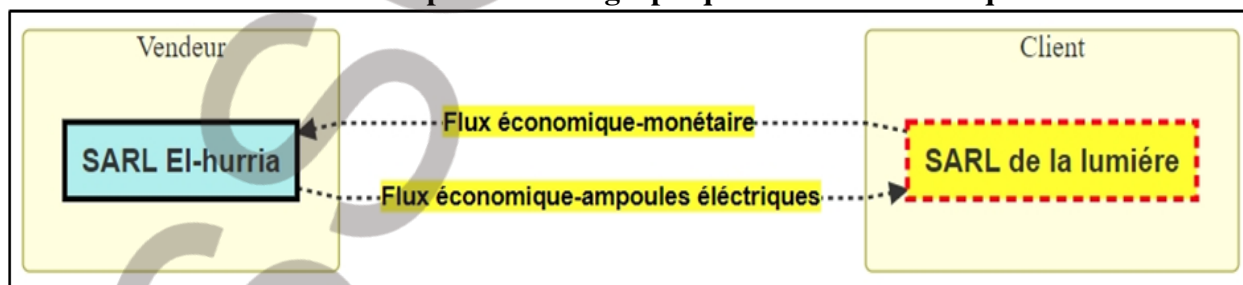 Vendeur
Client
Flux économique-monétaire
SARL El-hurria
SARL de la lumiére
Flux économique-ampoules éléctriques